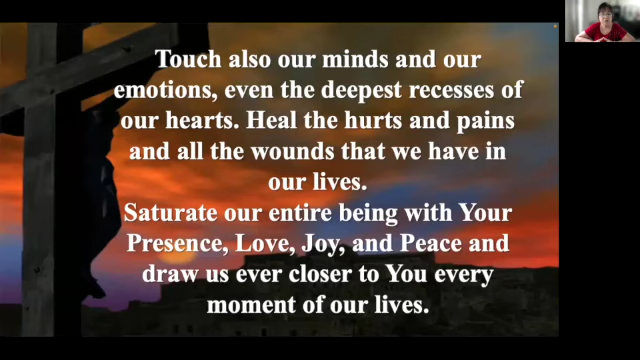 Touch also our minds and our
emotions, even the deepest recesses of
our hearts. Heal the hurts and pains
and all the wounds that we have in
our lives.
Saturate our entire being with Your
Presence, Love, Joy, and Peace and
draw us ever closer to You every
moment of our lives.